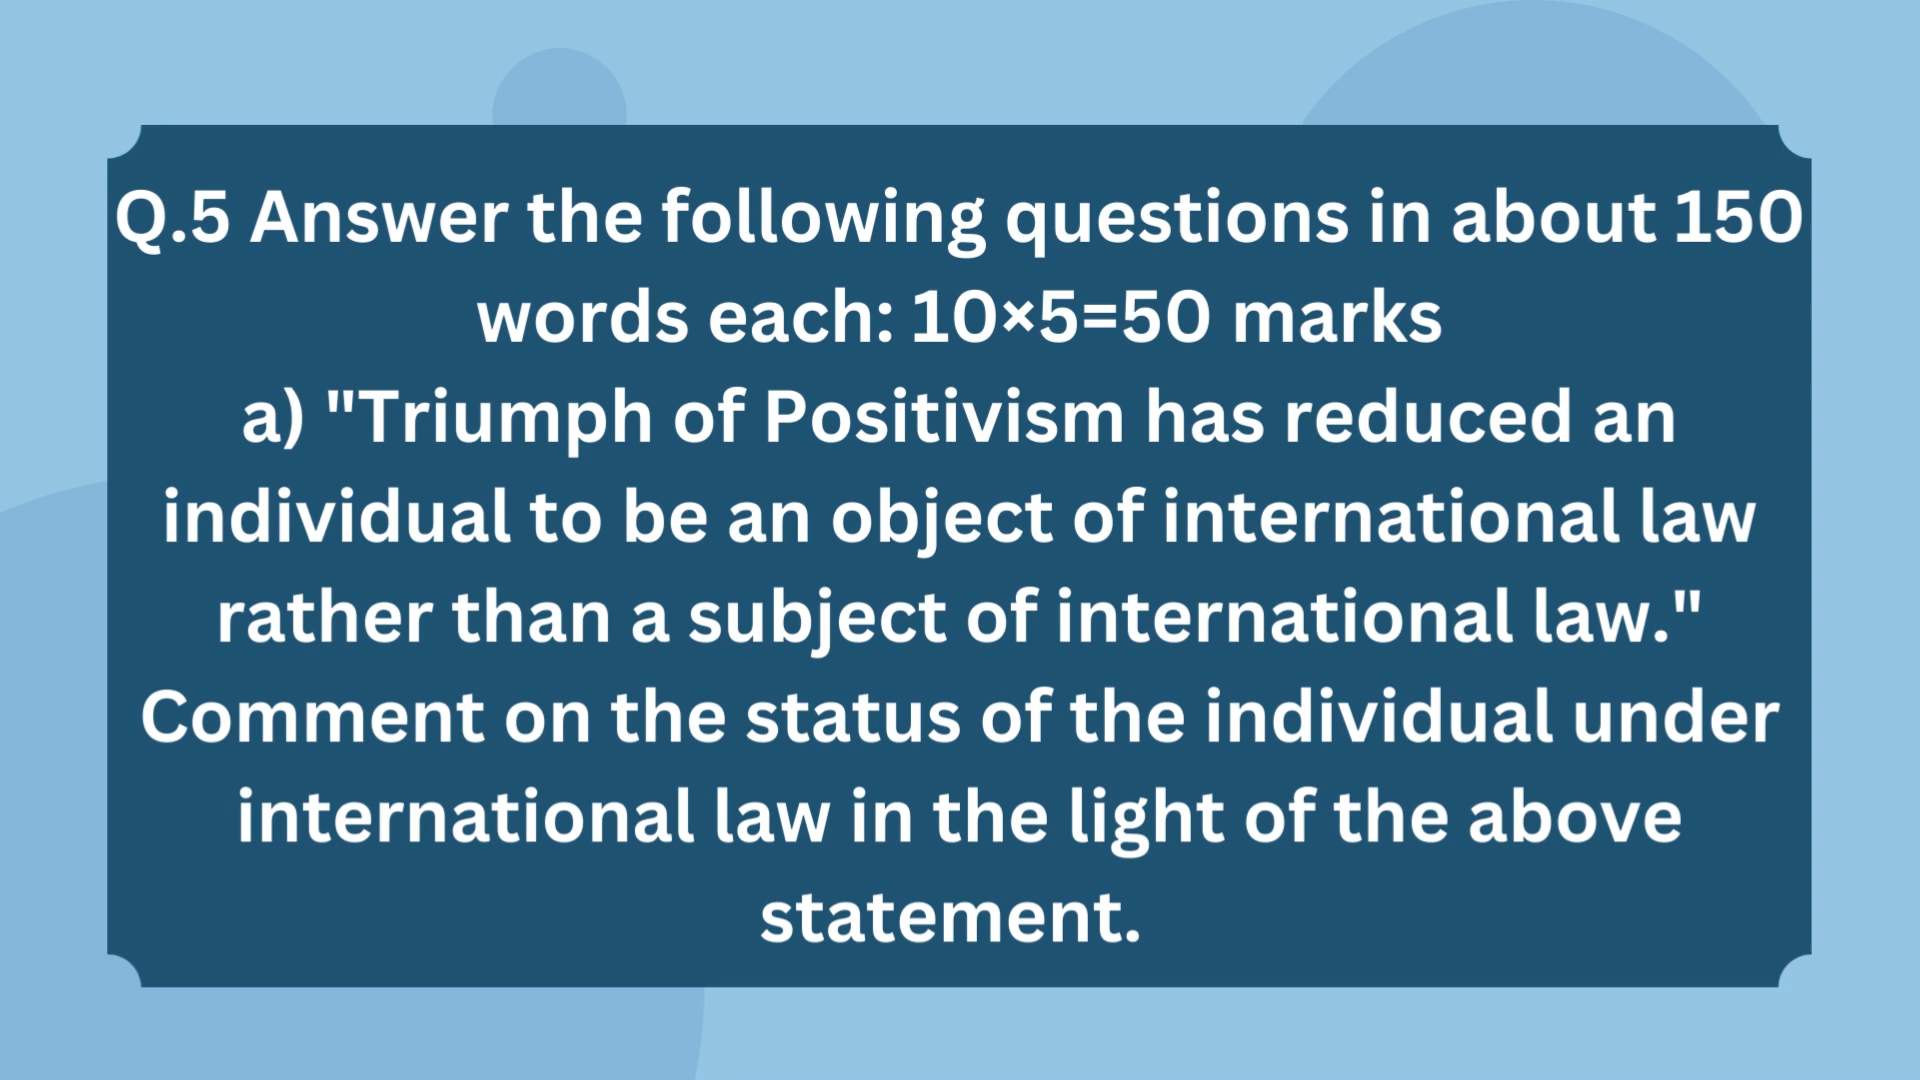 Q.5 Answer the following questions in about 150
words each: 10×5=50 marks
a) "Triumph of Positivism has reduced an
individual to be an object of international law
rather than a subject of international law."
Comment on the status of the individual under
international law in the light of the above
statement.